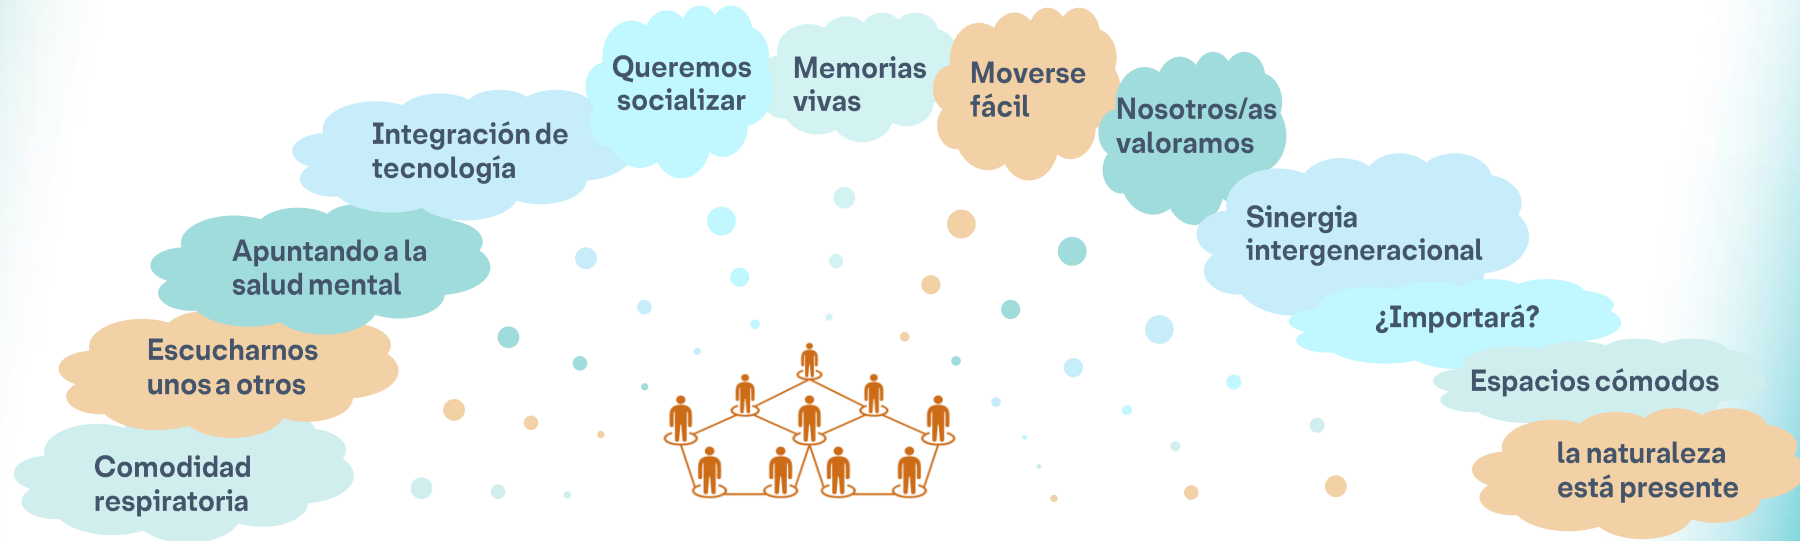 Comodidad
respiratoria
Escucharnos
unos a otros
Apuntando a la
salud mental
Integración de
tecnología
Queremos
socializar
Memorias
vivas
Moverse
fácil
Nosotros/as
valoramos
Sinergia
intergeneracional
¿Importará?
Espacios cómodos
la naturaleza
está presente